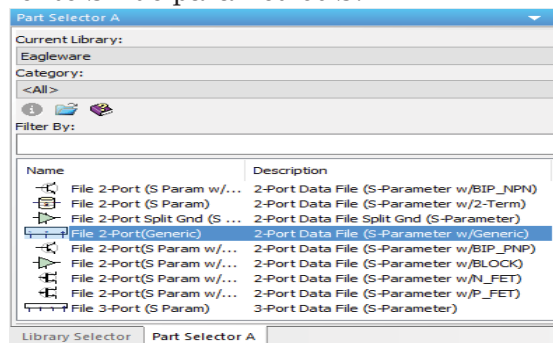 Part Selector A
Current Library:
Eagleware
Category:
<All>
Filter By:
Name Description
File 2-Port (S Param w/... 2-Port Data File (S-Parameter w/BIP_NPN)
File 2-Port (S Param) 2-Port Data File (S-Parameter w/2-Term)
File 2-Port Split Gnd (S ... 2-Port Data File Split Gnd (S-Parameter)
File 2-Port(Generic) 2-Port Data File (S-Parameter w/Generic)
File 2-Port(S Param w/... 2-Port Data File (S-Parameter w/BIP_PNP)
File 2-Port(S Param w/... 2-Port Data File (S-Parameter w/BLOCK)
File 2-Port(S Param w/... 2-Port Data File (S-Parameter w/N_FET)
File 2-Port(S Param w/... 2-Port Data File (S-Parameter w/P_FET)
File 3-Port (S Param) 3-Port Data File (S-Parameter)
Library Selector Part Selector A